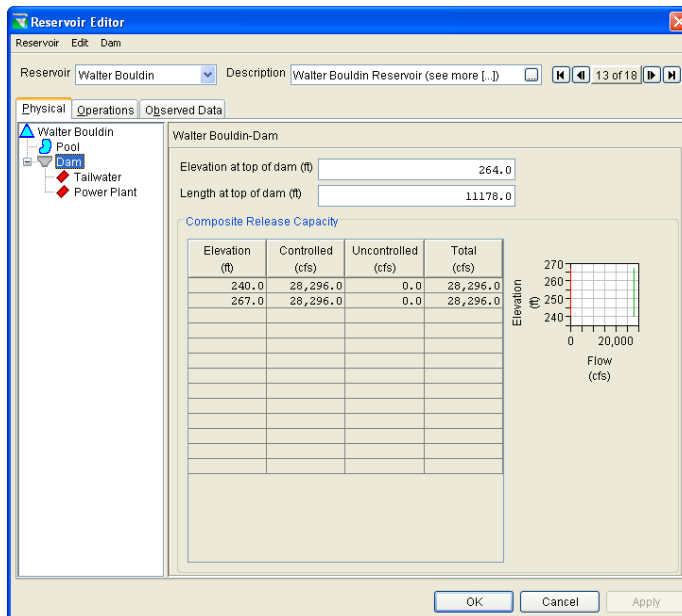 Reservoir Editor
Reservoir Edit Dam
Reservoir Walter Bouldin Description Walter Bouldin Reservoir (see more [...]) ... 13 of 18
Physical Operations Observed Data
Walter Bouldin
Pool
Dam
Tailwater
Power Plant
Walter Bouldin-Dam
Elevation at top of dam (ft) 264.0
Length at top of dam (ft) 11178.0
Composite Release Capacity
Elevation Controlled Uncontrolled Total
(ft) (cfs) (cfs) (cfs)
240.0 28,296.0 0.0 28,296.0
267.0 28,296.0 0.0 28,296.0
Elevation
(ft)
270
260
250
240
0 20,000
Flow
(cfs)
OK Cancel Apply